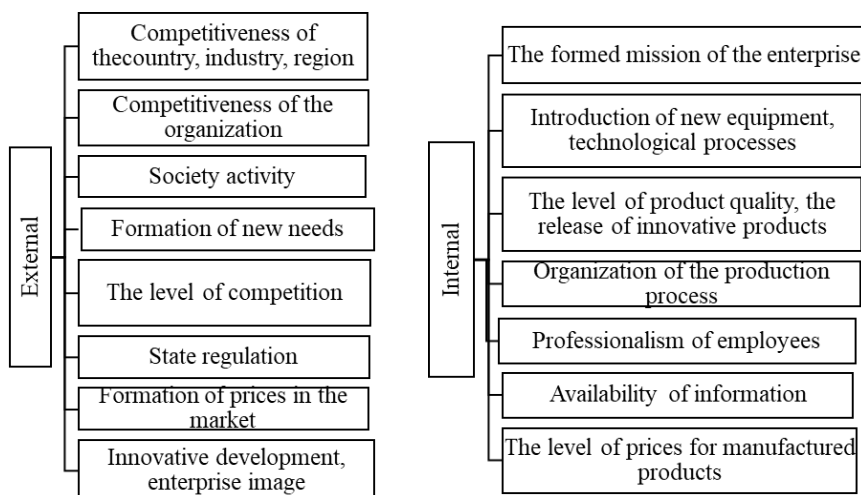 External
Competitiveness of
thecountry, industry, region
Competitiveness of the
organization
Society activity
Formation of new needs
The level of competition
State regulation
Formation of prices in the
market
Innovative development,
enterprise image
Internal
The formed mission of the enterprise
Introduction of new equipment,
technological processes
The level of product quality, the
release of innovative products
Organization of the production
process
Professionalism of employees
Availability of information
The level of prices for manufactured
products